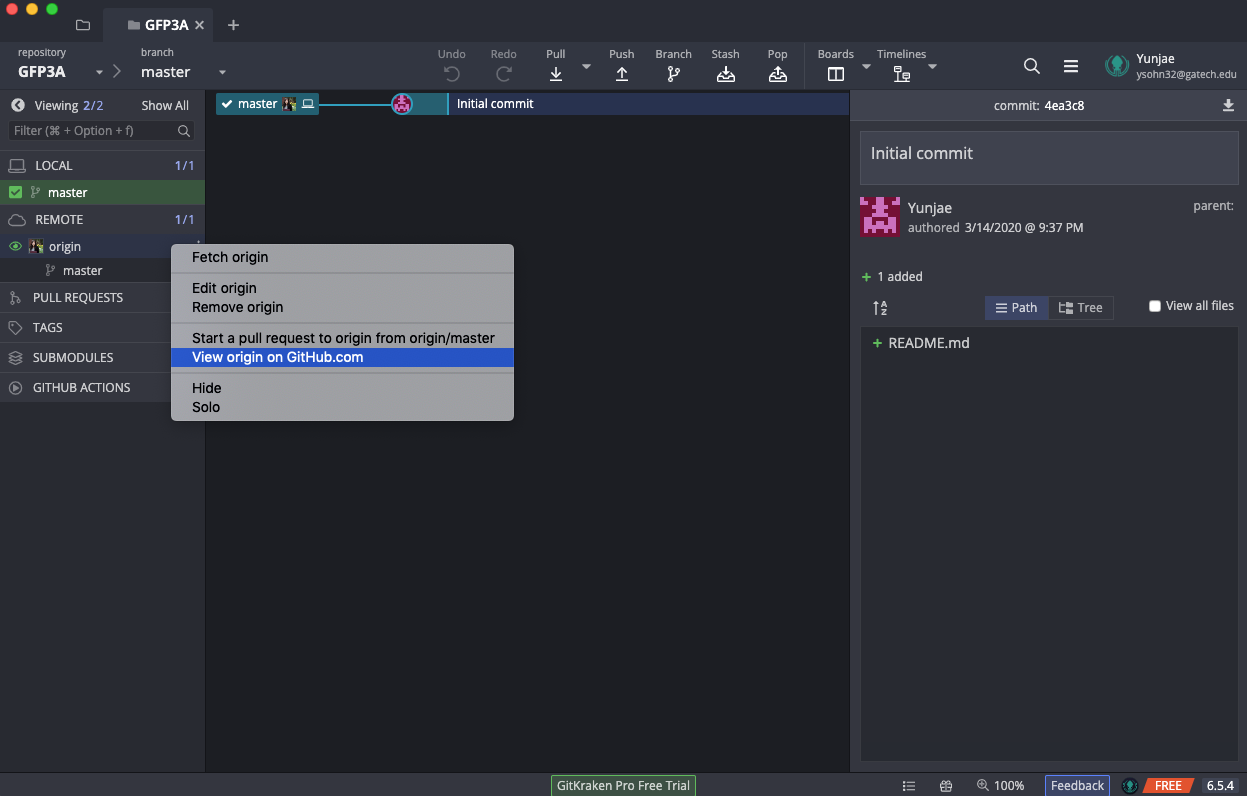 GFP3A
repository
GFP3A
branch
master
Undo
Redo
Pull
Push
Branch
Stash
Pop
Boards
Timelines
Yunjae
ysohn32@gatech.edu
Viewing 2/2
Show All
Filter (⌘ + Option + f)
LOCAL 1/1
master
REMOTE 1/1
origin
master
PULL REQUESTS
TAGS
SUBMODULES
GITHUB ACTIONS
master
Initial commit
Fetch origin
Edit origin
Remove origin
Start a pull request to origin from origin/master
View origin on GitHub.com
Hide
Solo
commit: 4ea3c8
Initial commit
Yunjae
parent:
authored 3/14/2020 @ 9:37 PM
+ 1 added
A
Z
Path
Tree
View all files
+ README.md
GitKraken Pro Free Trial
100%
Feedback
FREE
6.5.4